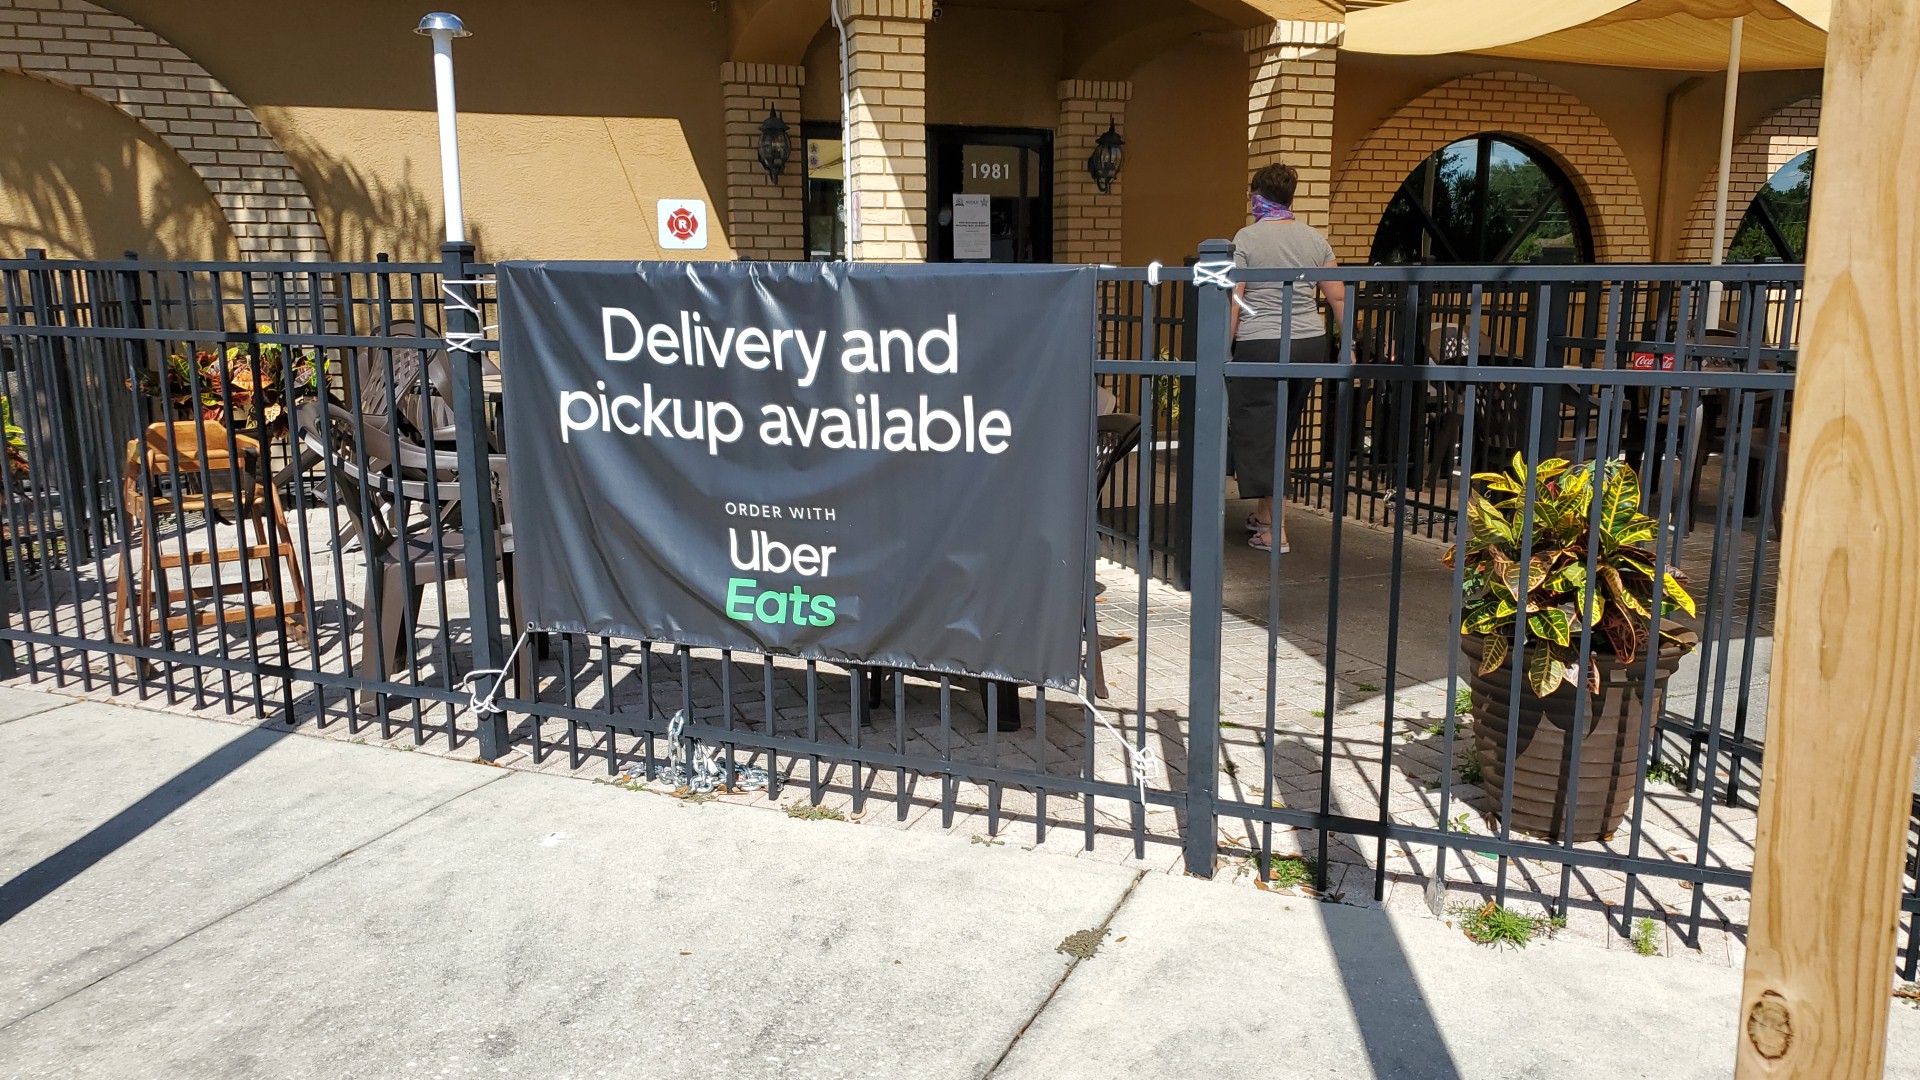 1981
R
Delivery and
pickup available
ORDER WITH
Uber
Eats